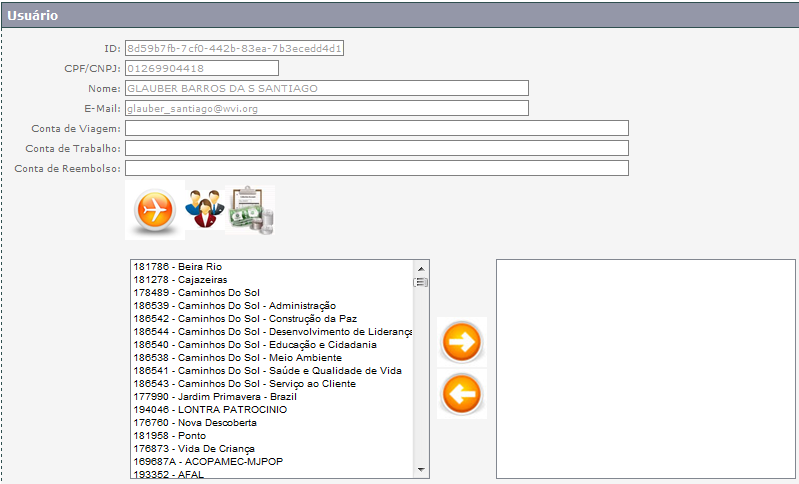 Usuário
ID: 8d59b7fb-7cf0-442b-83ea-7b3ecedd4d1
CPF/CNPJ: 01269904418
Nome: GLAUBER BARROS DA S SANTIAGO
E-Mail: glauber_santiago@wvi.org
Conta de Viagem:
Conta de Trabalho:
Conta de Reembolso:
181786 - Beira Rio
181278 - Cajazeiras
178489 - Caminhos Do Sol
186539 - Caminhos Do Sol - Administração
186542 - Caminhos Do Sol - Construção da Paz
186544 - Caminhos Do Sol - Desenvolvimento de Liderança
186540 - Caminhos Do Sol - Educação e Cidadania
186538 - Caminhos Do Sol - Meio Ambiente
186541 - Caminhos Do Sol - Saúde e Qualidade de Vida
186543 - Caminhos Do Sol - Serviço ao Cliente
177990 - Jardim Primavera - Brazil
194046 - LONTRA PATROCINIO
176760 - Nova Descoberta
181958 - Ponto
176873 - Vida De Criança
169687A - ACOPAMEC-MJPOP
193352 - AFAL